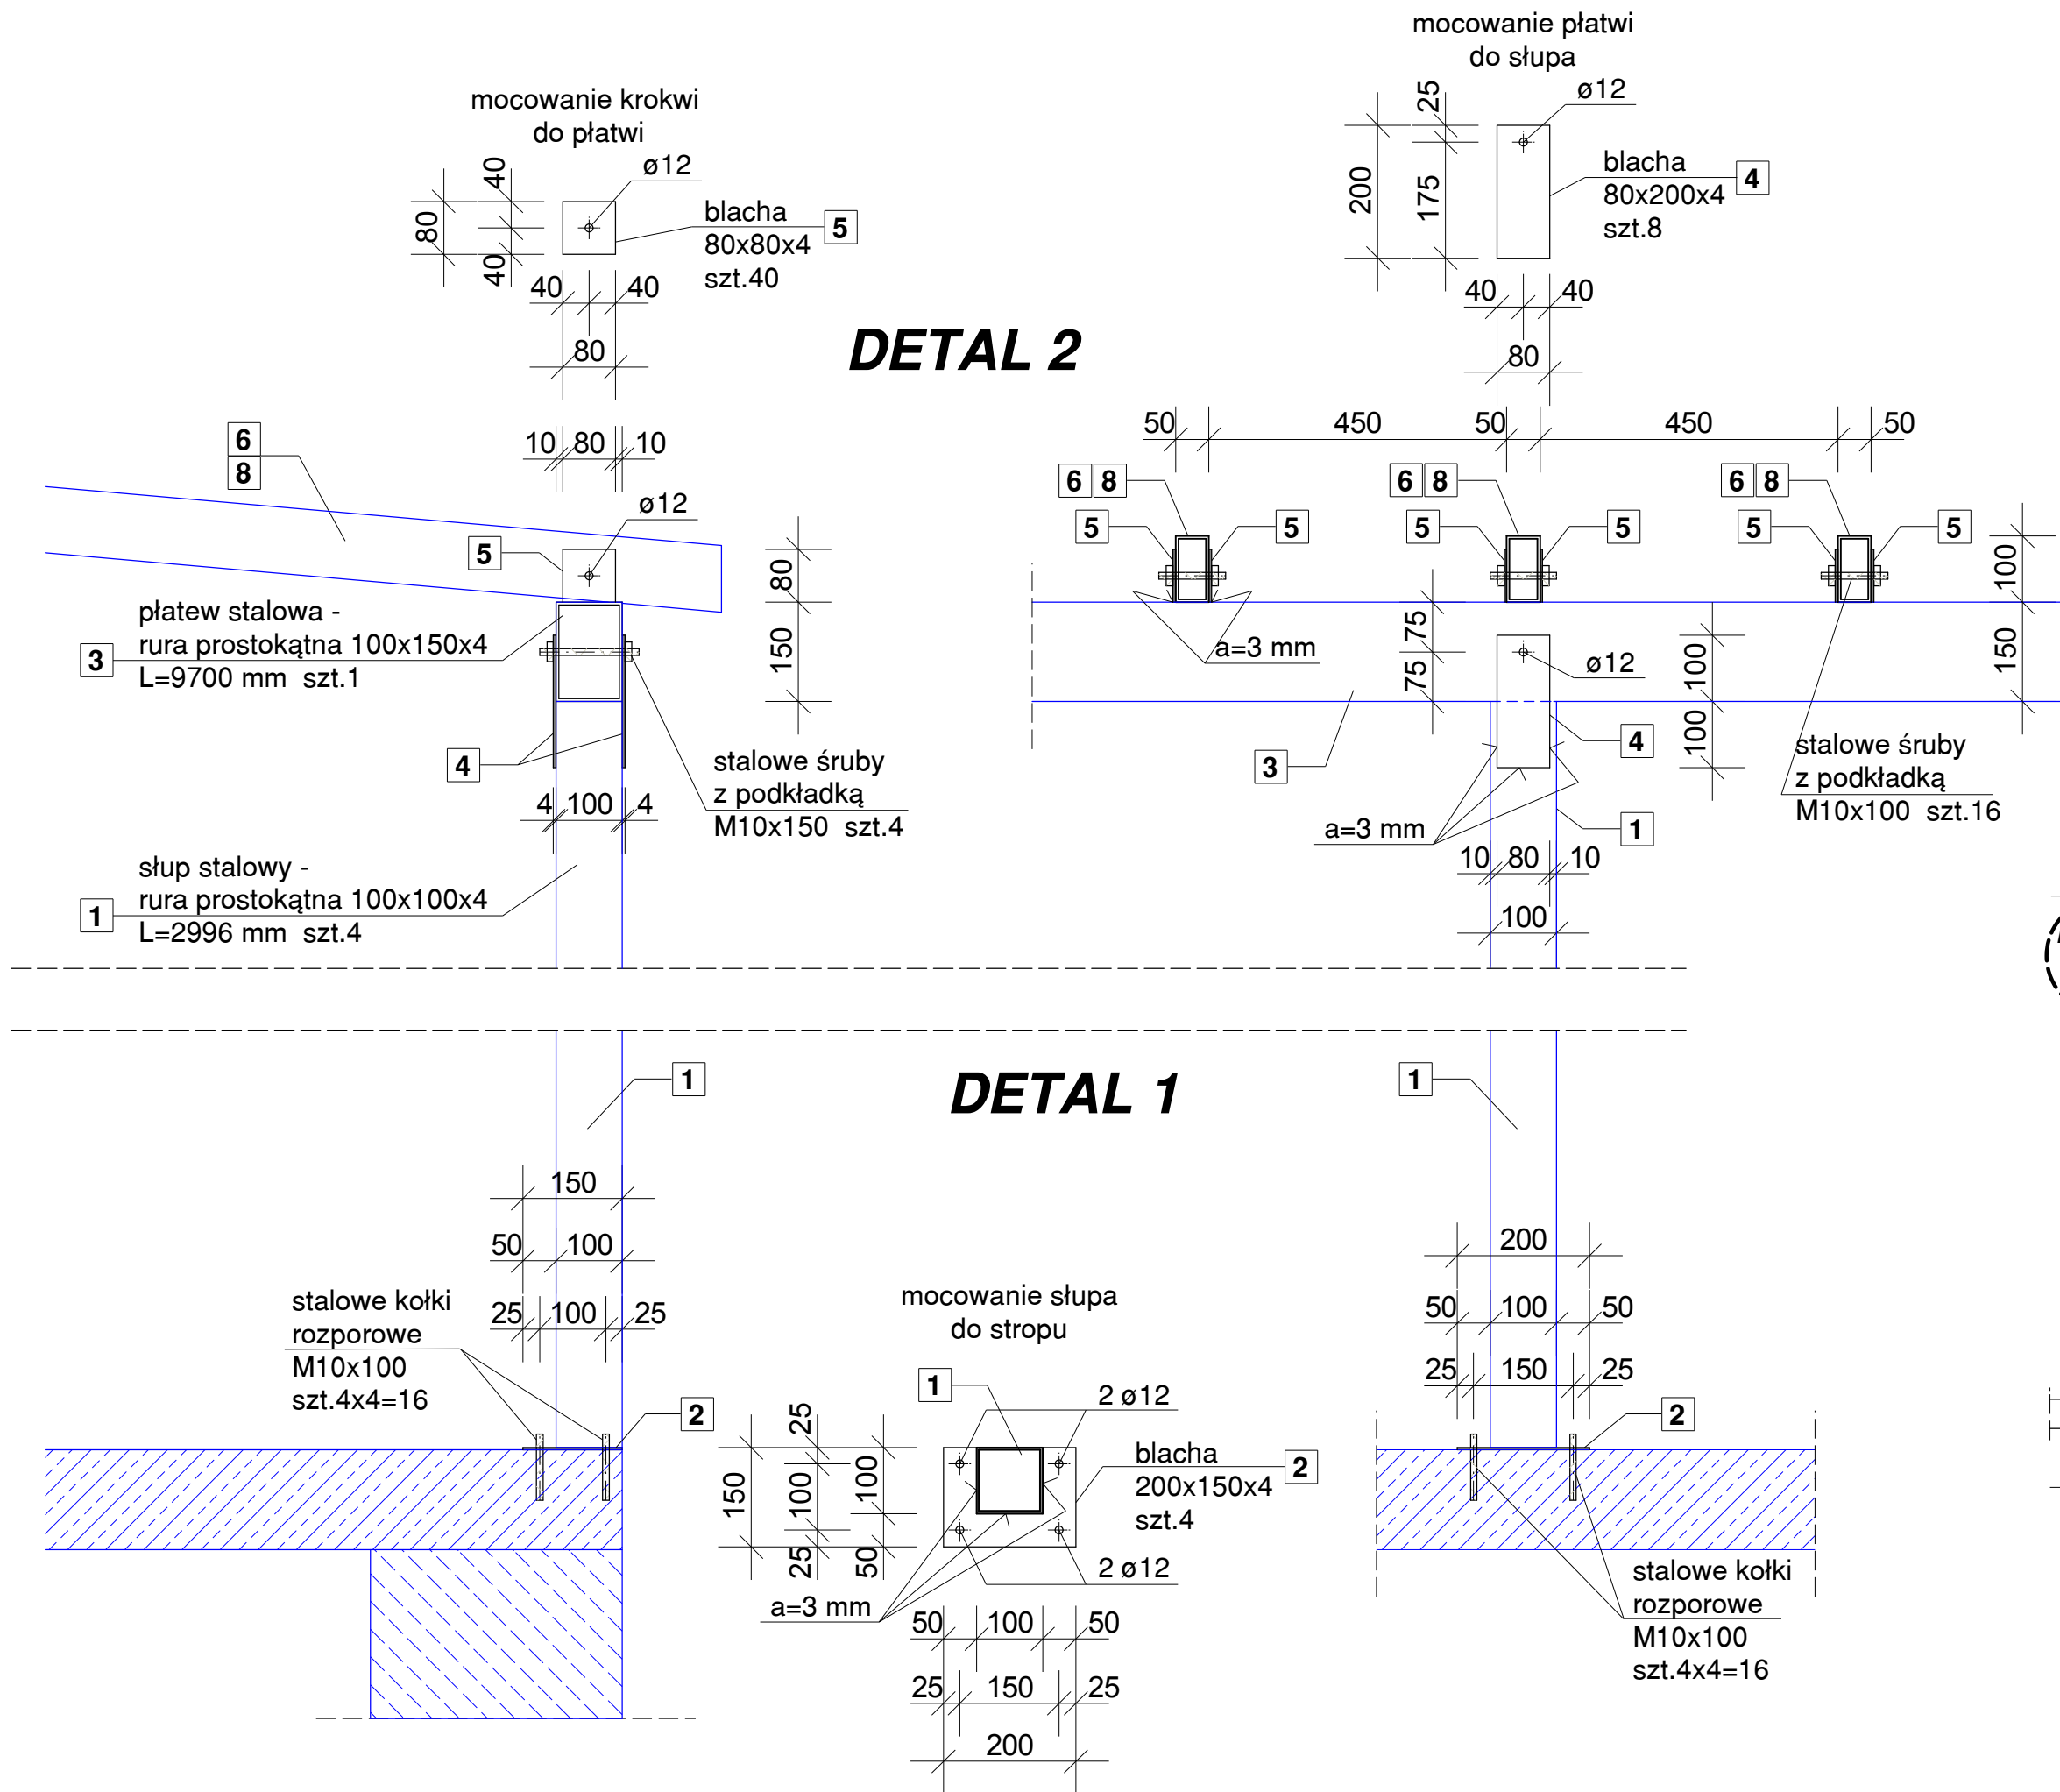 mocowanie krokwi
do płatwi
ø12
40
80
40
blacha
80x80x4
szt.40
5
40
40
80
mocowanie płatwi
do słupa
ø12
25
200
175
blacha
80x200x4
szt.8
4
40
40
80
DETAL 2
6
8
10
80
10
ø12
5
80
150
płatew stalowa -
rura prostokątna 100x150x4
L=9700 mm szt.1
3
4
stalowe śruby
z podkładką
M10x150 szt.4
4
100
4
słup stalowy -
rura prostokątna 100x100x4
L=2996 mm szt.4
1
50
450
50
450
50
6 8
6 8
6 8
5
5
5
5
5
5
100
150
a=3 mm
75
75
ø12
100
100
3
4
stalowe śruby
z podkładką
M10x100 szt.16
a=3 mm
1
10
80
10
100
1
DETAL 1
1
150
50
100
25
100
25
stalowe kołki
rozporowe
M10x100
szt.4x4=16
2
mocowanie słupa
do stropu
1
2 ø12
25
150
100
100
25
50
blacha
200x150x4
szt.4
2
2 ø12
a=3 mm
50
100
50
25
150
25
200
200
50
100
50
25
150
25
2
stalowe kołki
rozporowe
M10x100
szt.4x4=16